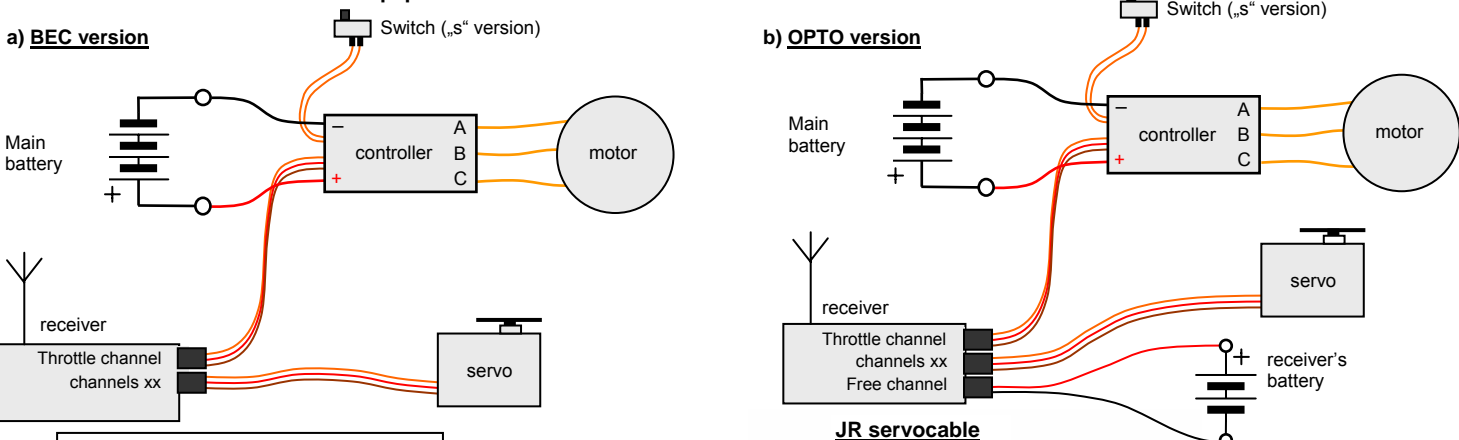 a) BEC version
Switch („s“ version)
Main
battery
+
−
+
controller
A
B
C
motor
receiver
Throttle channel
channels xx
servo
b) OPTO version
Switch („s“ version)
Main
battery
+
−
+
controller
A
B
C
motor
servo
receiver
Throttle channel
channels xx
Free channel
+
receiver's
battery
JR servocable